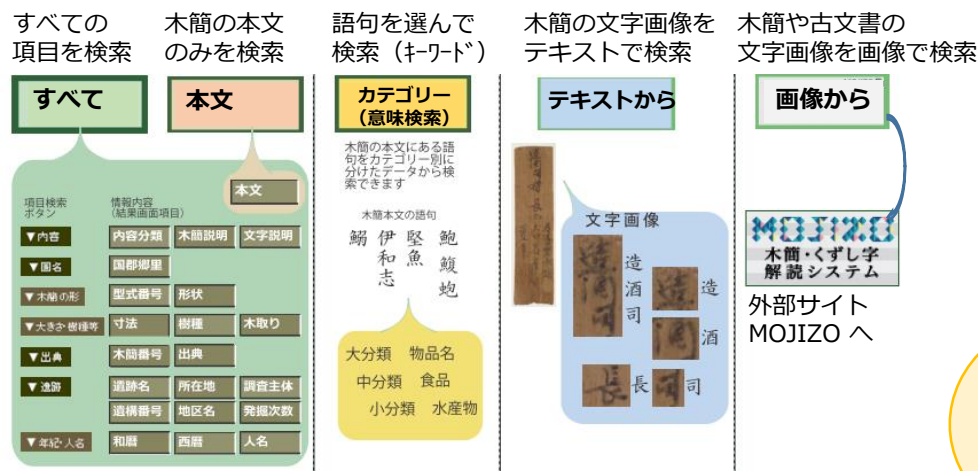 すべての
項目を検索
木簡の本文
のみを検索
語句を選んで
検索（ｷｰﾜｰﾄﾞ）
木簡の文字画像を
テキストで検索
木簡や古文書の
文字画像を画像で検索
すべて
本文
カテゴリー
（意味検索）
テキストから
画像から
本文
項目検索
ボタン
情報内容
（結果画面項目）
▼内容
内容分類
木簡説明
文字説明
▼国名
国郡郷里
▼木簡の形
型式番号
形状
▼大きさ・樹種等
寸法
樹種
木取り
▼出典
木簡番号
出典
▼遺跡
遺跡名
所在地
調査主体
遺構番号
地区名
発掘次数
▼年紀・人名
和暦
西暦
人名
木簡の本文にある語
句をカテゴリー別に
分けたデータから検
索できます
木簡本文の語句
鰯
伊和志
堅魚
鮑
鰒
蚫
大分類 物品名
中分類 食品
小分類 水産物
文字画像
造酒司
造
酒
長
司
MOJIZO
木簡・くずし字
解読システム
外部サイト
MOJIZO へ